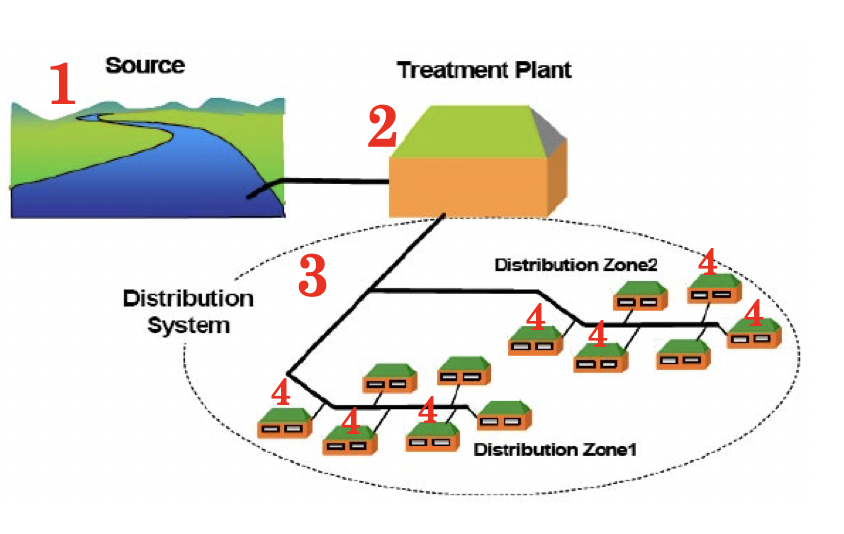 1
Source
Treatment Plant
2
3
Distribution Zone2
4
Distribution
System
4
4
4
4
4
4
Distribution Zone1